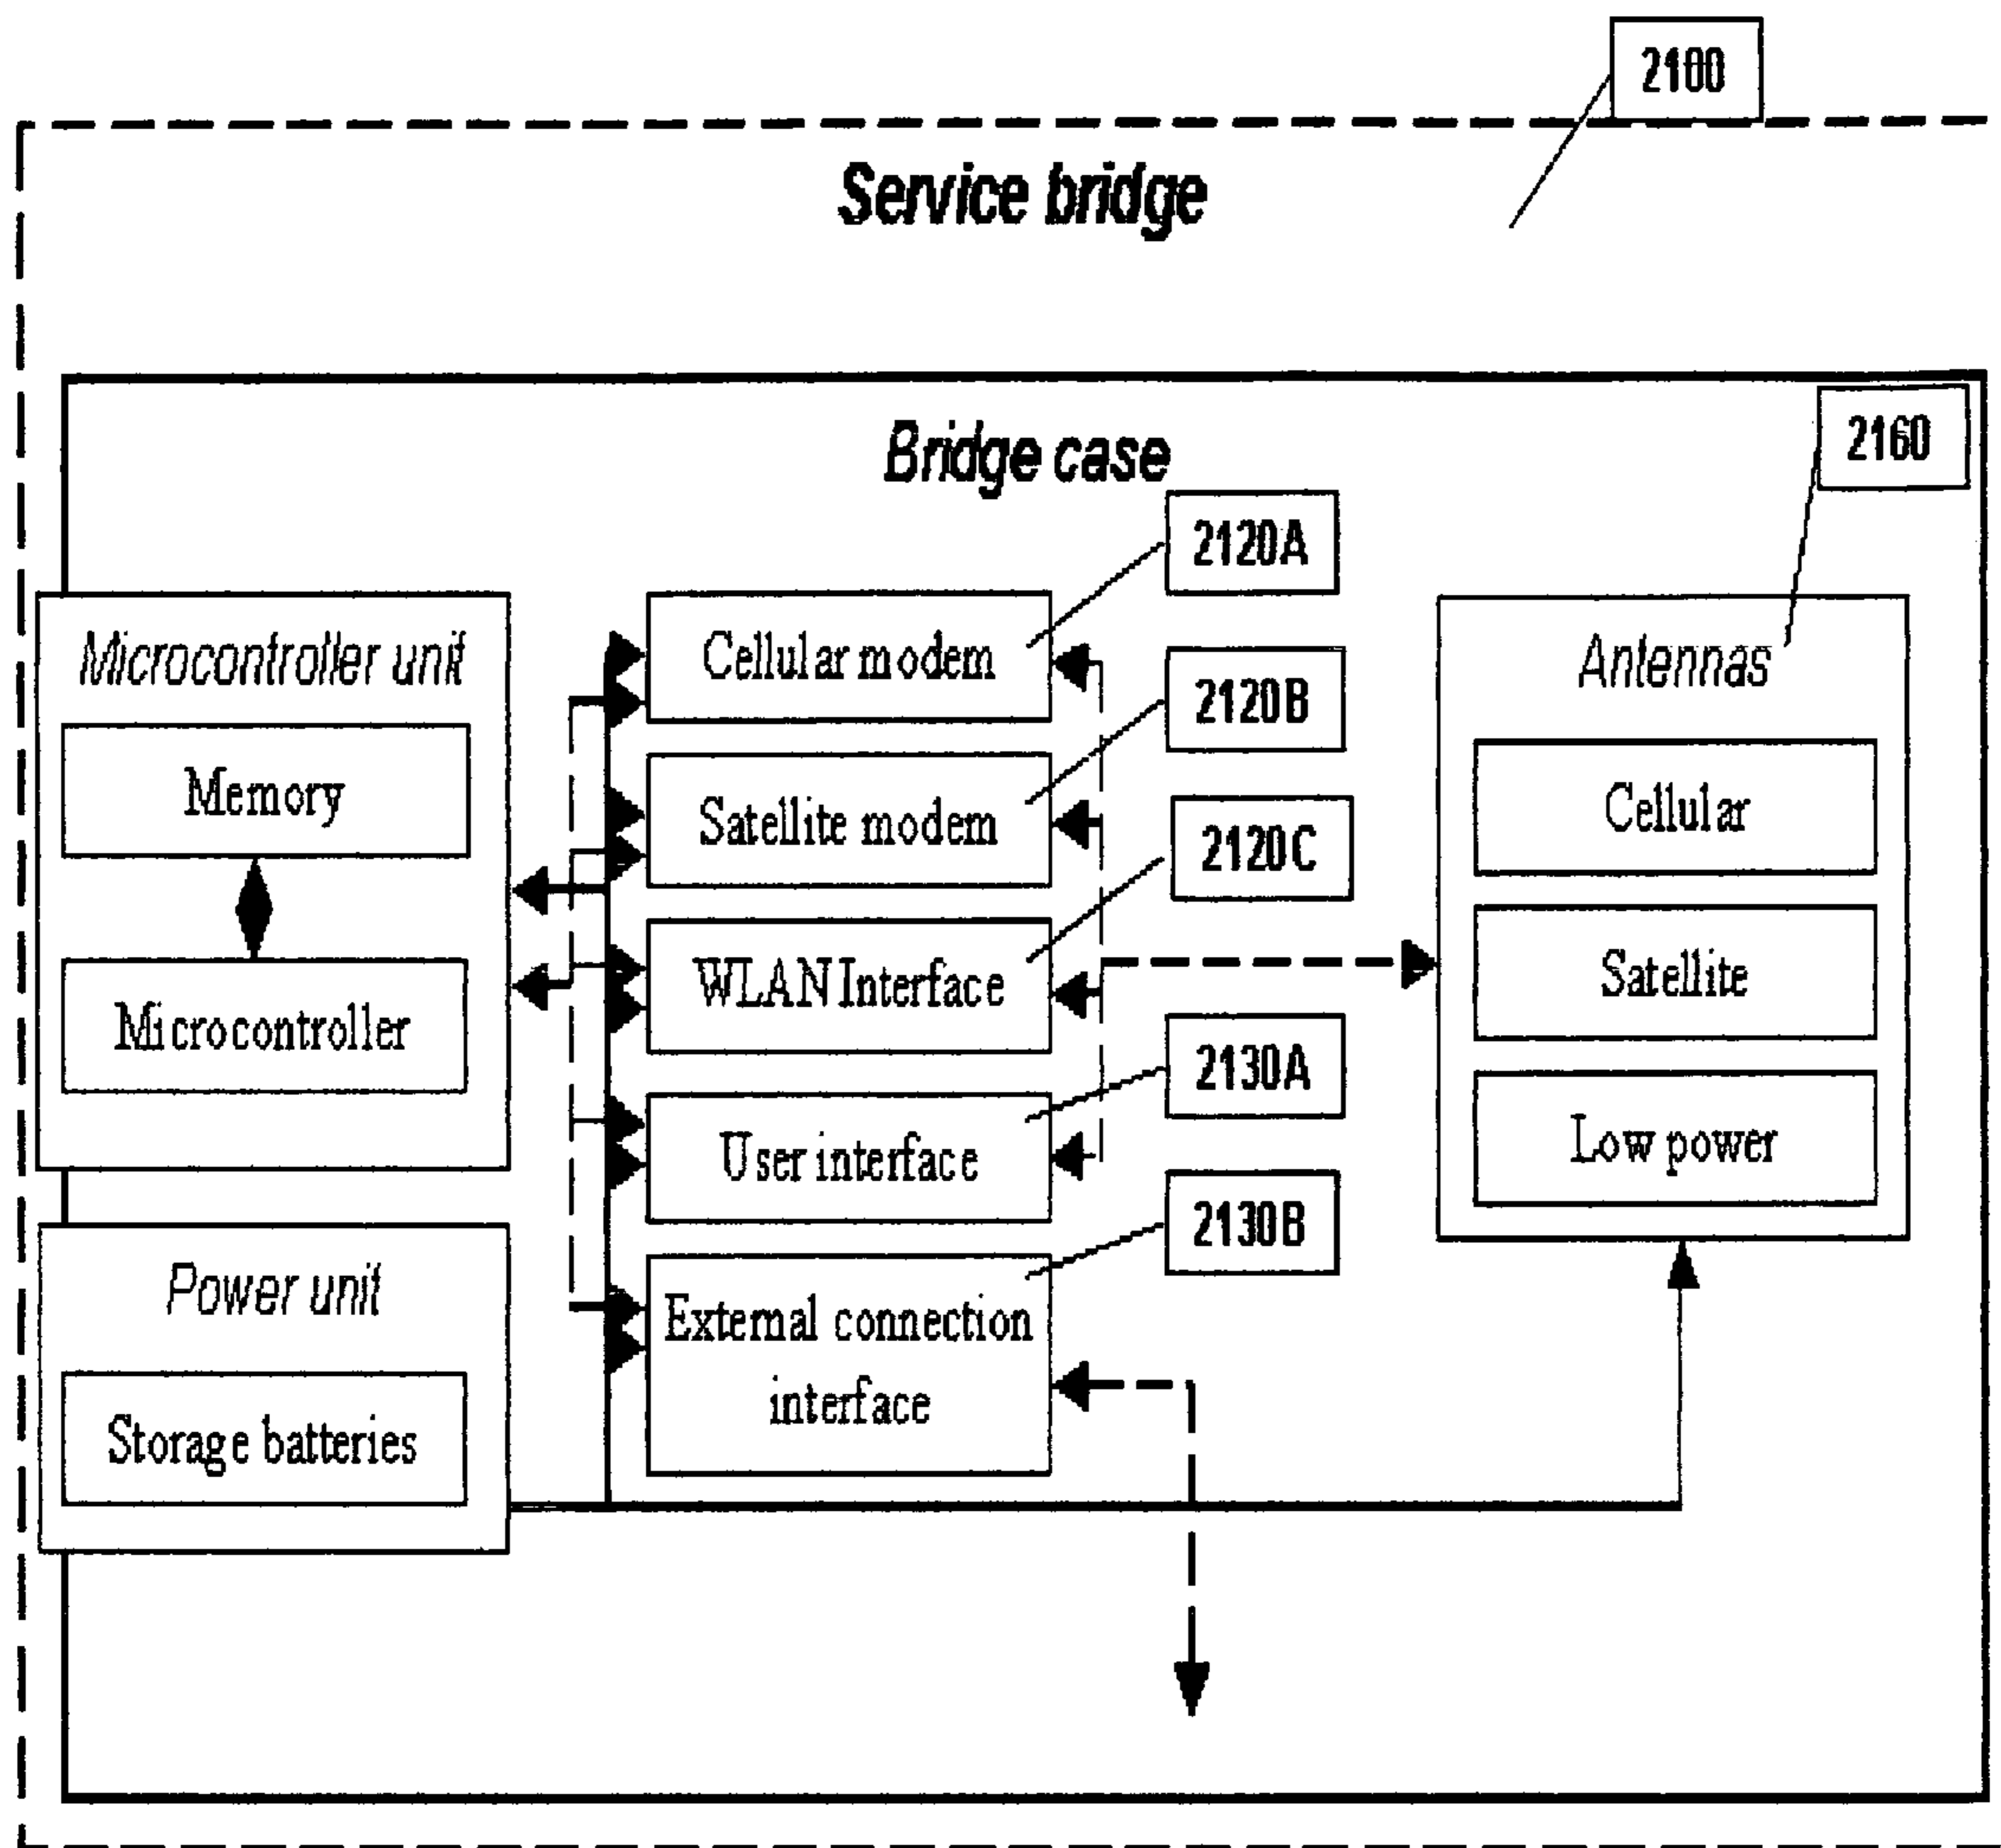 2100
Service bridge
Bridge case
2160
2120A
Microcontroller unit
Cellular modem
Antennas
2120B
Memory
Satellite modem
Cellular
2120C
Microcontroller
WLAN Interface
Satellite
2130A
User interface
Low power
2130B
Power unit
External connection
interface
Storage batteries